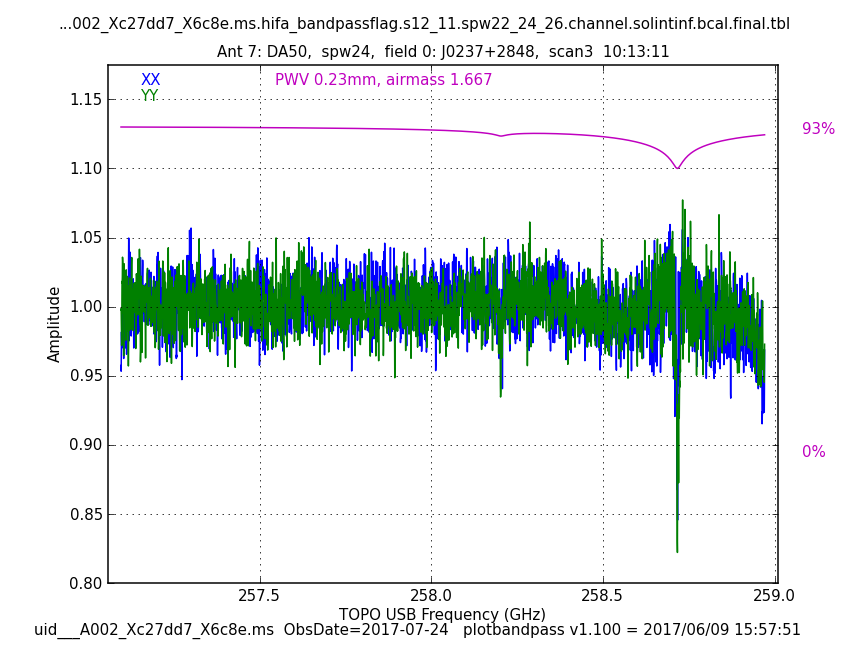 ...002_Xc27dd7_X6c8e.ms.hifa_bandpassflag.s12_11.spw22_24_26.channel.solintinf.bcal.final.tbl
Ant 7: DA50,  spw24,  field 0: J0237+2848,  scan3  10:13:11
XX
PWV 0.23mm, airmass 1.667
YY
1.15
93%
1.10
1.05
1.00
Amplitude
0.95
0.90
0%
0.85
0.80
257.5 258.0 258.5 259.0
TOPO USB Frequency (GHz)
uid___A002_Xc27dd7_X6c8e.ms  ObsDate=2017-07-24   plotbandpass v1.100 = 2017/06/09 15:57:51